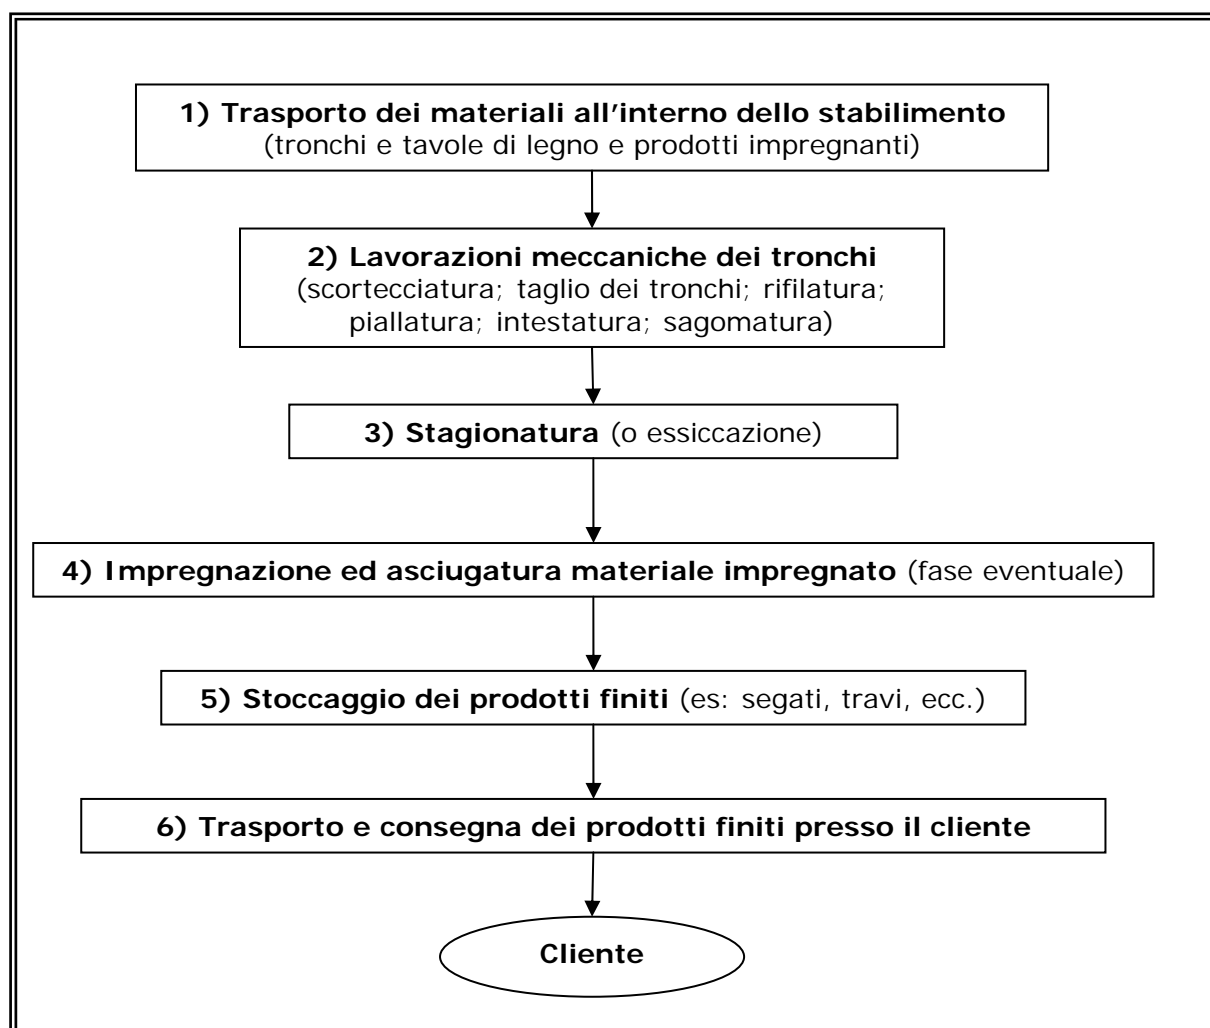 1) Trasporto dei materiali all'interno dello stabilimento
(tronchi e tavole di legno e prodotti impregnanti)
2) Lavorazioni meccaniche dei tronchi
(scortecciatura; taglio dei tronchi; rifilatura;
piallatura; intestatura; sagomatura)
3) Stagionatura (o essiccazione)
4) Impregnazione ed asciugatura materiale impregnato (fase eventuale)
5) Stoccaggio dei prodotti finiti (es: segati, travi, ecc.)
6) Trasporto e consegna dei prodotti finiti presso il cliente
Cliente